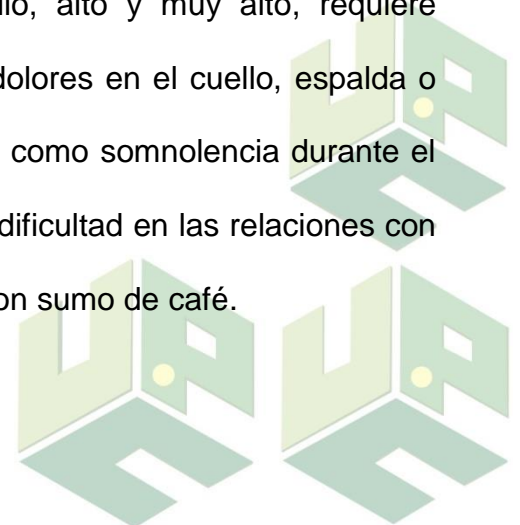 alto y muy alto, requiere
dolores en el cuello, espalda o
como somnolencia durante el
dificultad en las relaciones con
on sumo de café.